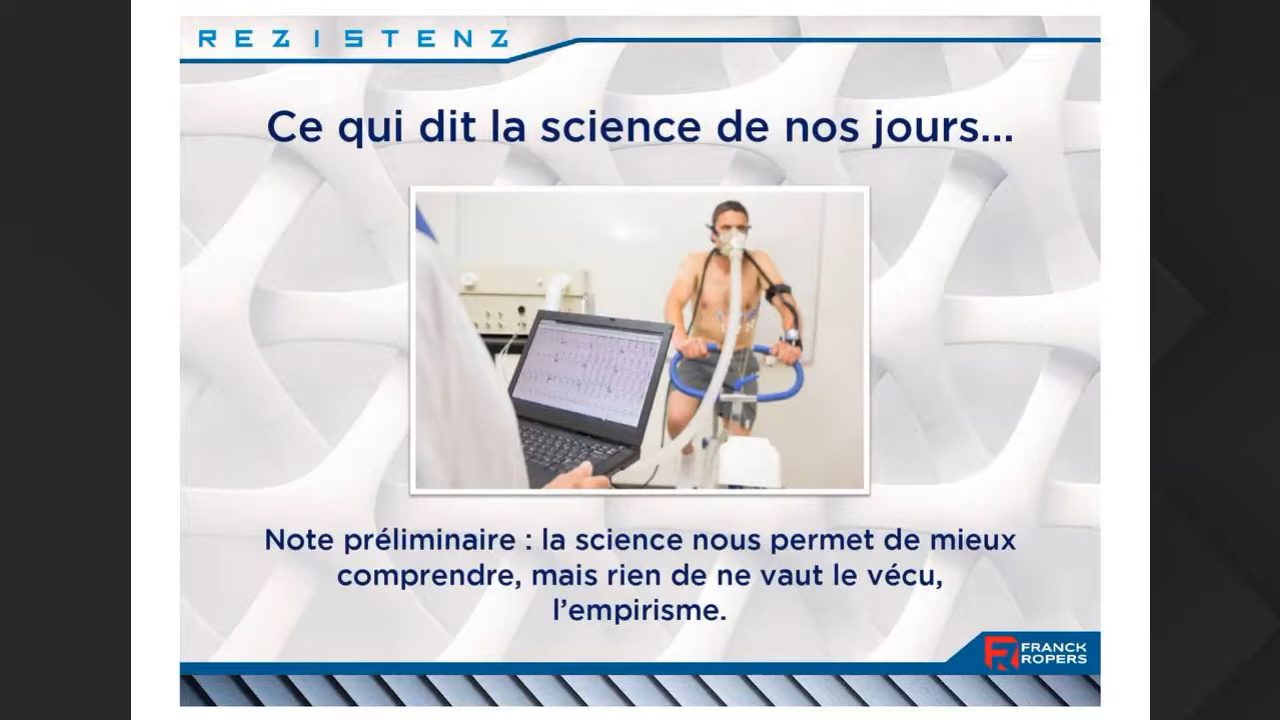 REZISTENZ
Ce qui dit la science de nos jours...
Note préliminaire : la science nous permet de mieux
comprendre, mais rien de ne vaut le vécu,
l'empirisme.
FRANCK
ROPERS